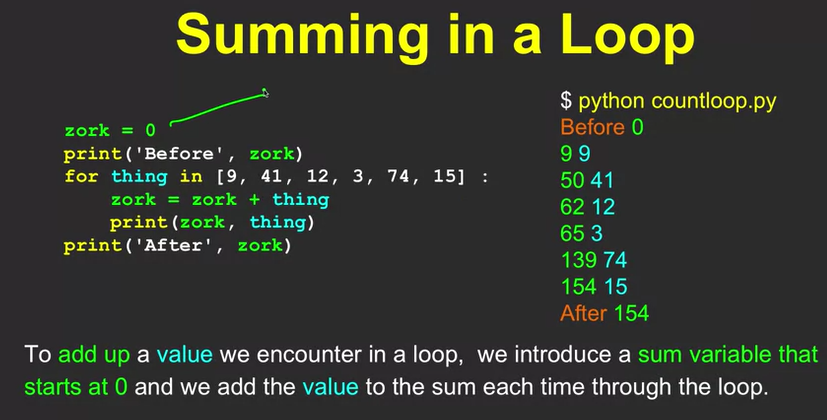 Summing in a Loop
zork = 0
print('Before', zork)
for thing in [9, 41, 12, 3, 74, 15] :
    zork = zork + thing
    print(zork, thing)
print('After', zork)
$ python countloop.py
Before 0
9 9
50 41
62 12
65 3
139 74
154 15
After 154
To add up a value we encounter in a loop,  we introduce a sum variable that
starts at 0 and we add the value to the sum each time through the loop.